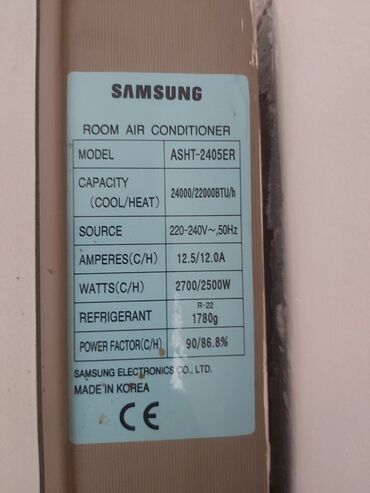 SAMSUNG
ROOM AIR CONDITIONER
MODEL ASHT-2405ER
CAPACITY (COOL/HEAT) 24000/22000BTU/h
SOURCE 220-240V~,50Hz
AMPERES(C/H) 12.5/12.0A
WATTS(C/H) 2700/2500W
REFRIGERANT R-22 1780g
POWER FACTOR(C/H) 90/86.8%
SAMSUNG ELECTRONICS CO., LTD.
MADE IN KOREA
CE